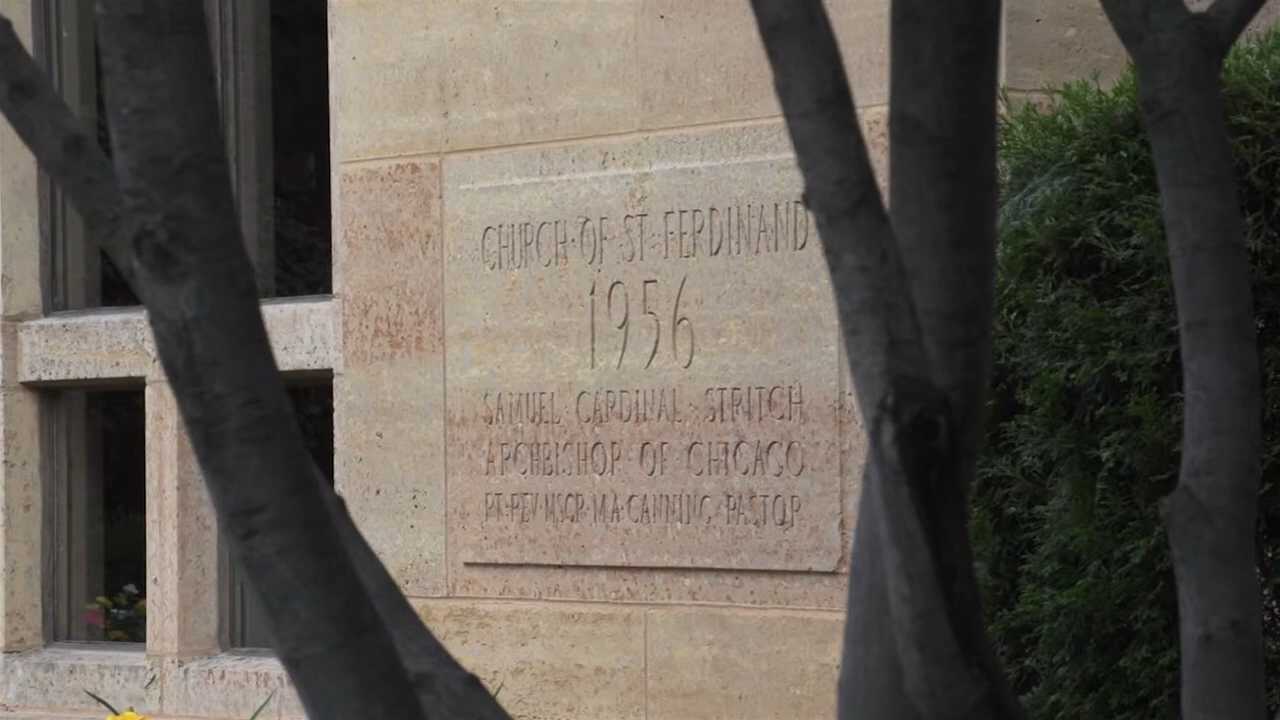 CHURCH·OF·ST·FERDINAND
1956
SAMUEL·CARDINAL·STRITCH
ARCHBISHOP·OF·CHICAGO
RT·REV·MSGR·M·A·CANNING·PASTOR